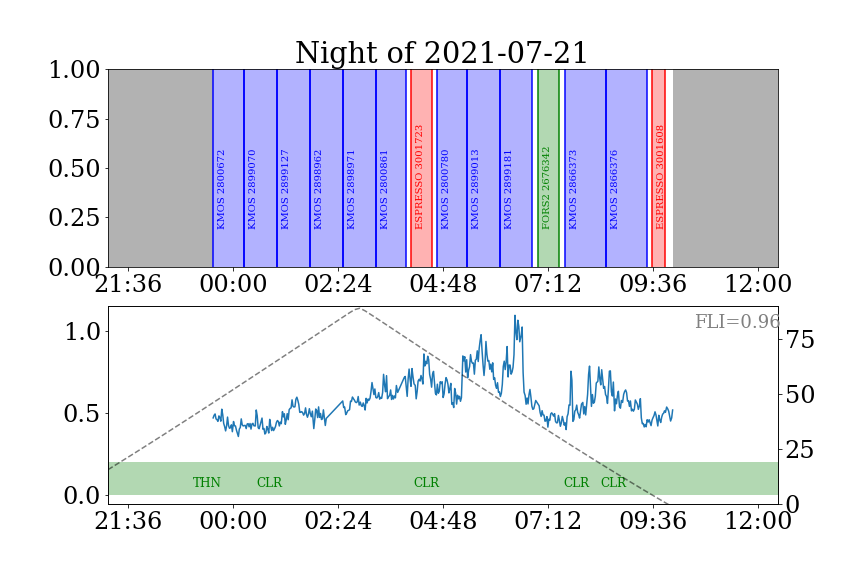 Night of 2021-07-21
1.00
0.75
0.50
0.25
0.00
KMOS 2800672
KMOS 2899070
KMOS 2899127
KMOS 2898962
KMOS 2898971
KMOS 2800861
ESPRESSO 3001723
KMOS 2800780
KMOS 2899013
KMOS 2899181
FORS2 2676342
KMOS 2866373
KMOS 2866376
ESPRESSO 3001608
21:36 00:00 02:24 04:48 07:12 09:36 12:00
FLI=0.96
1.0
0.5
0.0
75
50
25
0
THN CLR CLR CLR CLR
21:36 00:00 02:24 04:48 07:12 09:36 12:00